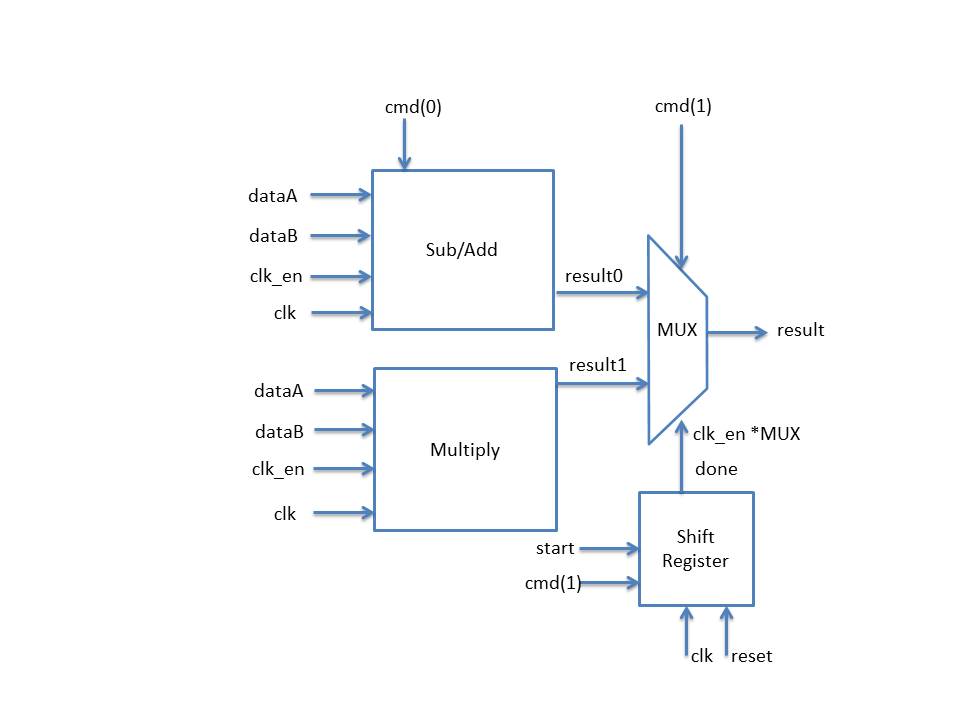 cmd(0)
cmd(1)
dataA
dataB
clk_en
clk
Sub/Add
result0
MUX
result
result1
dataA
dataB
clk_en
clk
Multiply
clk_en *MUX
done
start
cmd(1)
Shift
Register
clk
reset